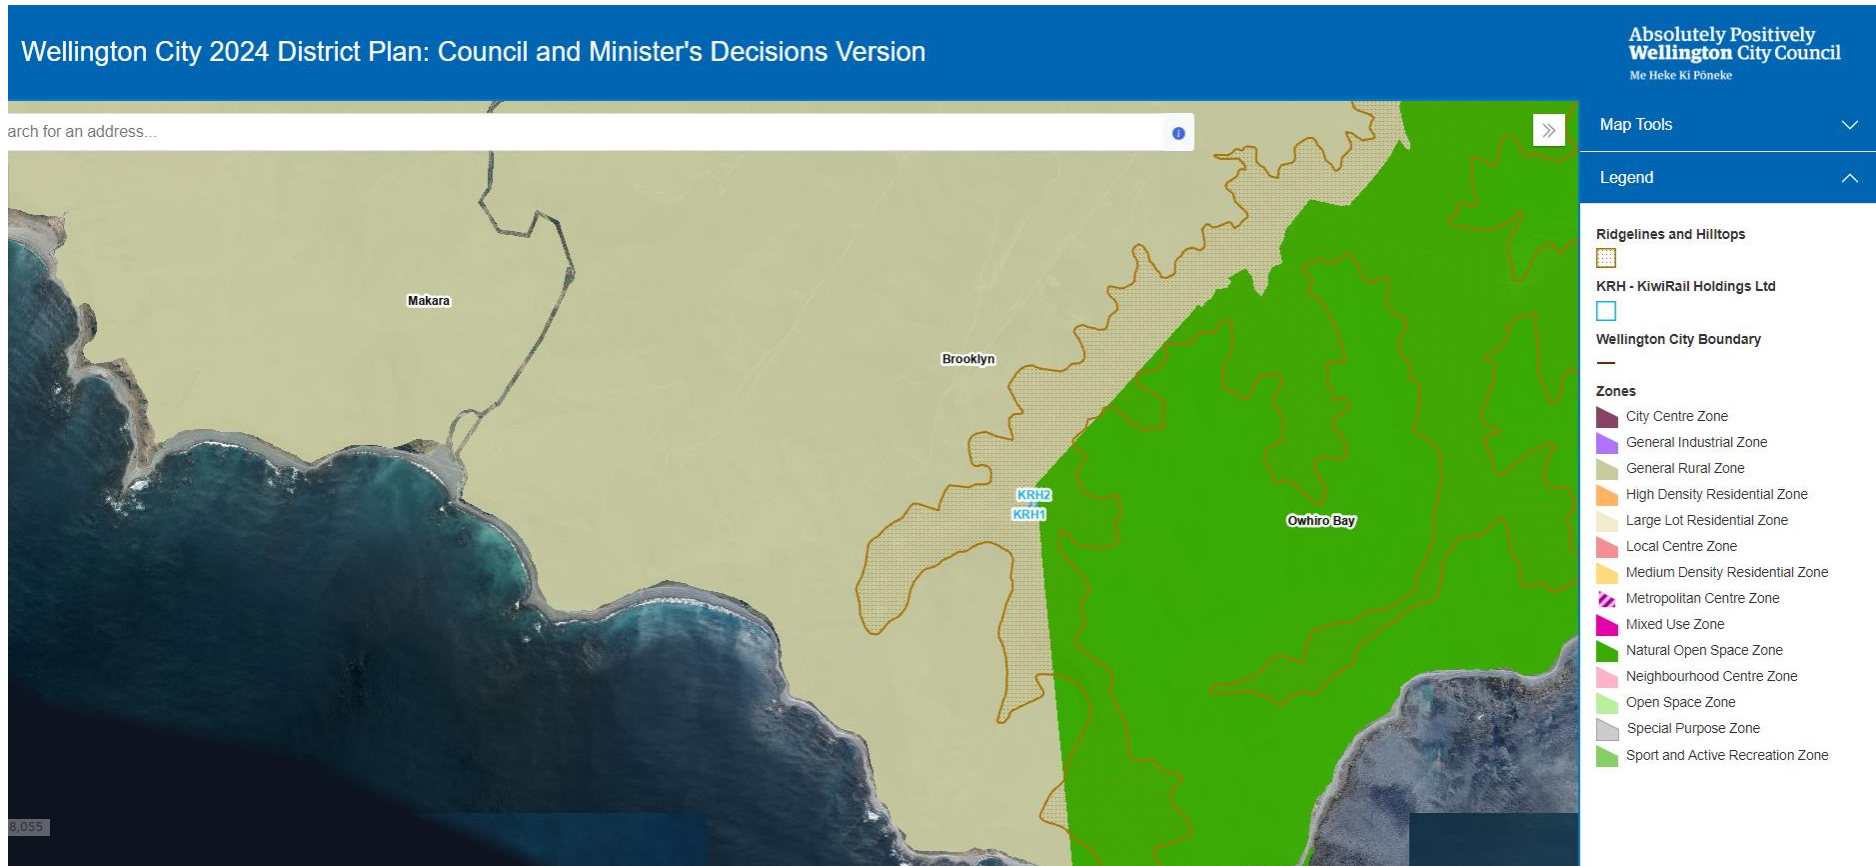 Wellington City 2024 District Plan: Council and Minister's Decisions Version
Absolutely Positively
Wellington City Council
Me Heke Ki Pōneke
arch for an address...
Map Tools
Legend
Makara
Brooklyn
KRH2
KRH1
Owhiro Bay
8,055
Ridgelines and Hilltops
KRH - KiwiRail Holdings Ltd
Wellington City Boundary
Zones
City Centre Zone
General Industrial Zone
General Rural Zone
High Density Residential Zone
Large Lot Residential Zone
Local Centre Zone
Medium Density Residential Zone
Metropolitan Centre Zone
Mixed Use Zone
Natural Open Space Zone
Neighbourhood Centre Zone
Open Space Zone
Special Purpose Zone
Sport and Active Recreation Zone